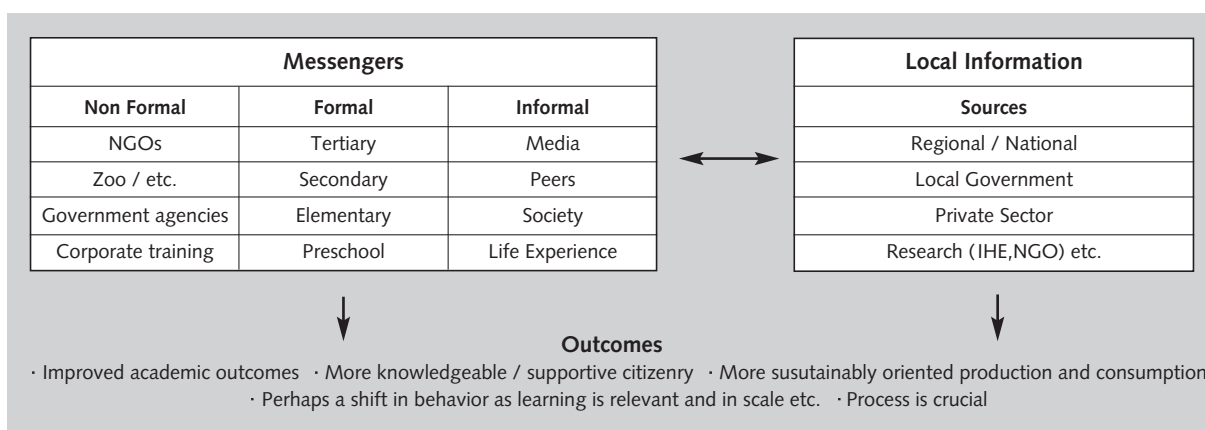 Messengers
Non Formal Formal Informal
NGOs Tertiary Media
Zoo / etc. Secondary Peers
Government agencies Elementary Society
Corporate training Preschool Life Experience
Local Information
Sources
Regional / National
Local Government
Private Sector
Research (IHE,NGO) etc.
Outcomes
· Improved academic outcomes · More knowledgeable / supportive citizenry · More susutainably oriented production and consumption
· Perhaps a shift in behavior as learning is relevant and in scale etc. · Process is crucial